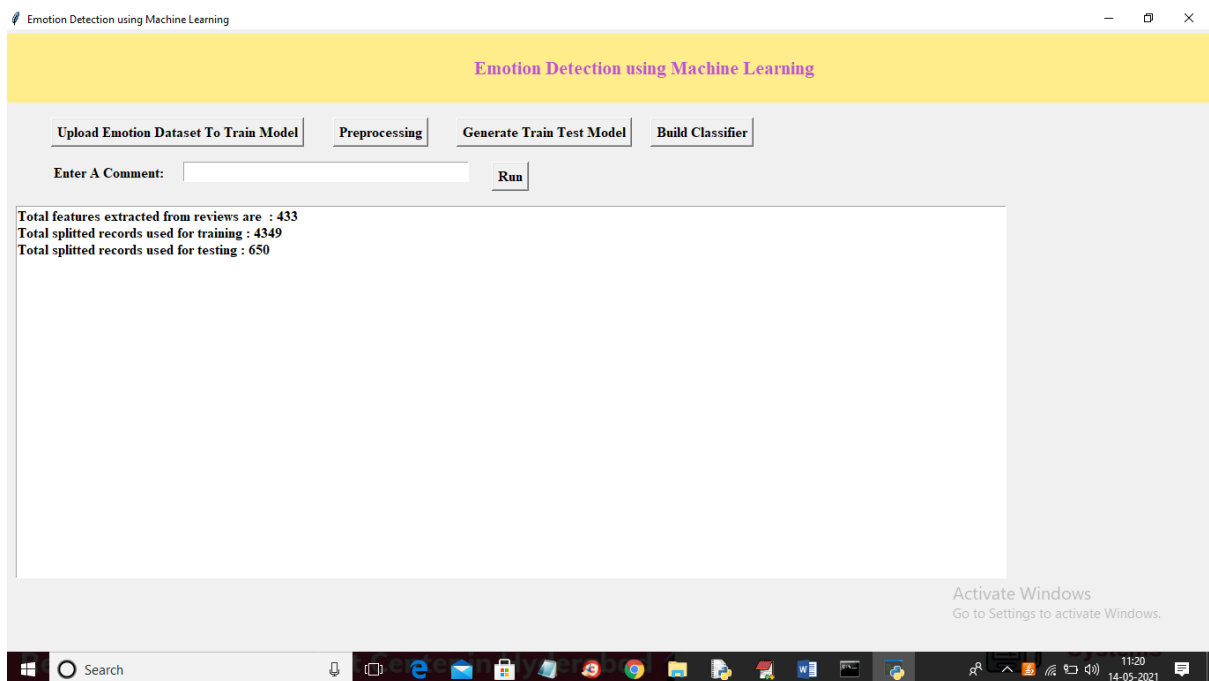 Emotion Detection using Machine Learning
Emotion Detection using Machine Learning
Upload Emotion Dataset To Train Model Preprocessing Generate Train Test Model Build Classifier
Enter A Comment: Run
Total features extracted from reviews are : 433
Total splitted records used for training : 4349
Total splitted records used for testing : 650
Activate Windows
Go to Settings to activate Windows.
Search
11:20
14-05-2021